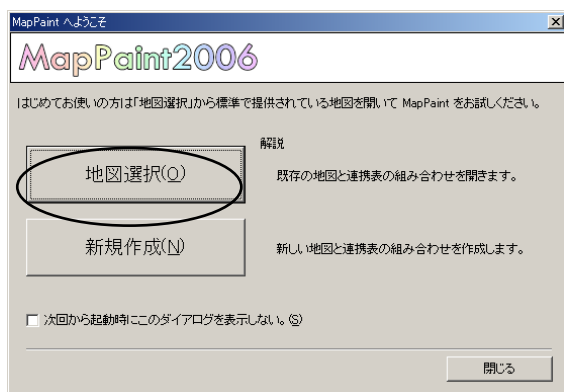 MapPaint へようこそ
MapPaint2006
はじめてお使いの方は「地図選択」から標準で提供されている地図を開いて MapPaint をお試しください。
解説
地図選択(O)
既存の地図と連携表の組み合わせを開きます。
新規作成(N)
新しい地図と連携表の組み合わせを作成します。
次回から起動時にこのダイアログを表示しない。(S)
閉じる